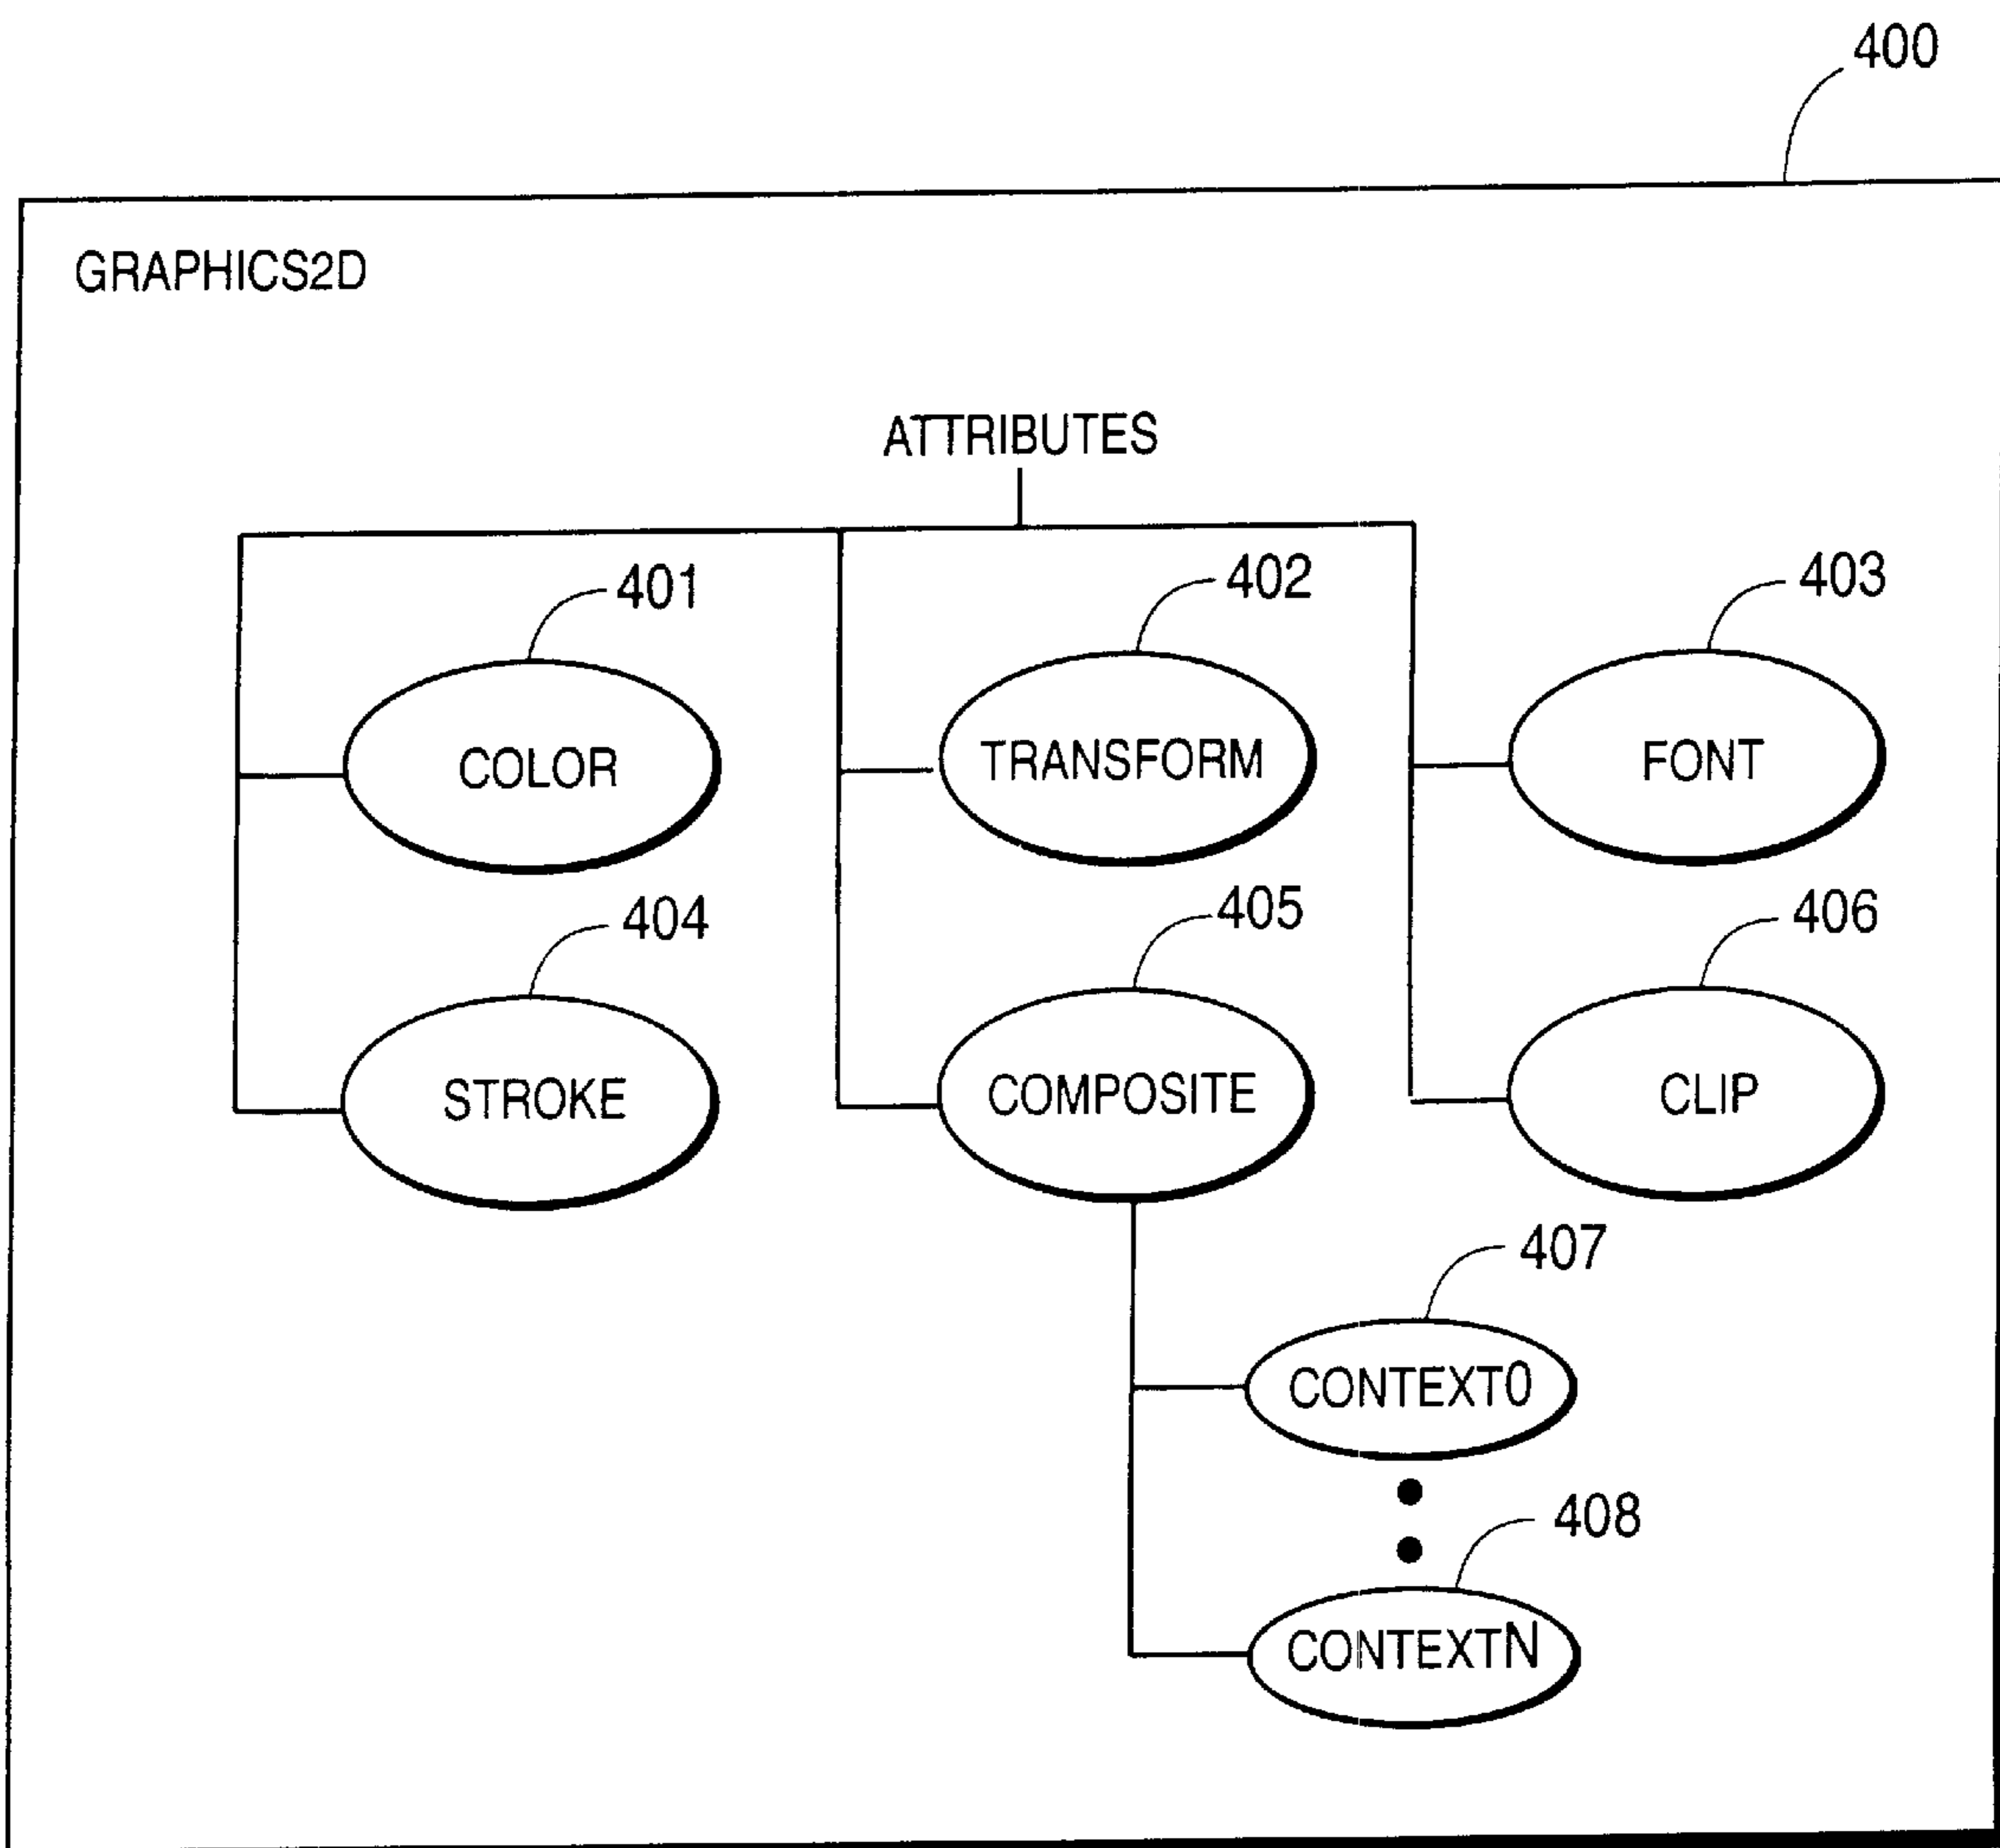 400
GRAPHICS2D
ATTRIBUTES
401
402
403
COLOR
TRANSFORM
FONT
404
405
406
STROKE
COMPOSITE
CLIP
407
CONTEXT0
408
CONTEXTN